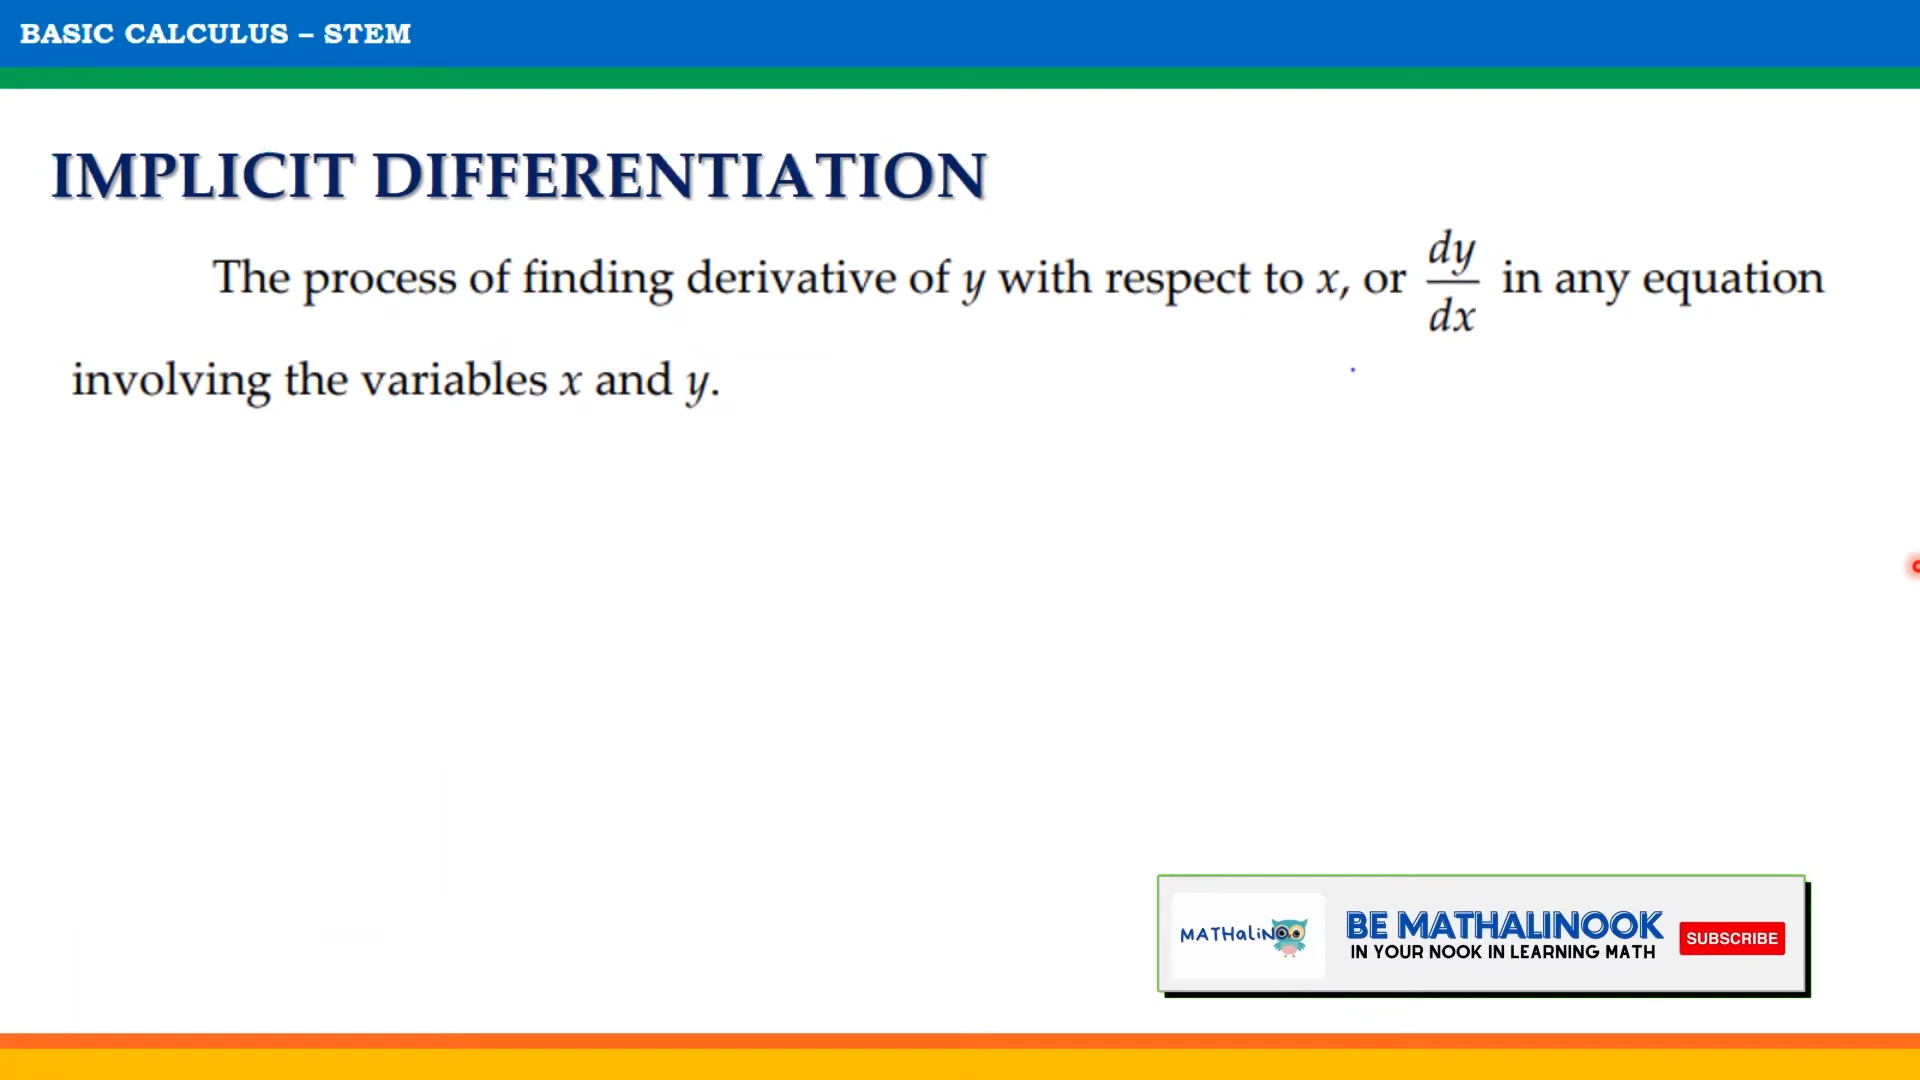 BASIC CALCULUS – STEM
IMPLICIT DIFFERENTIATION
The process of finding derivative of y with respect to x, or dy/dx in any equation
involving the variables x and y.
MATHaliNOO
BE MATHALINOOK
IN YOUR NOOK IN LEARNING MATH
SUBSCRIBE